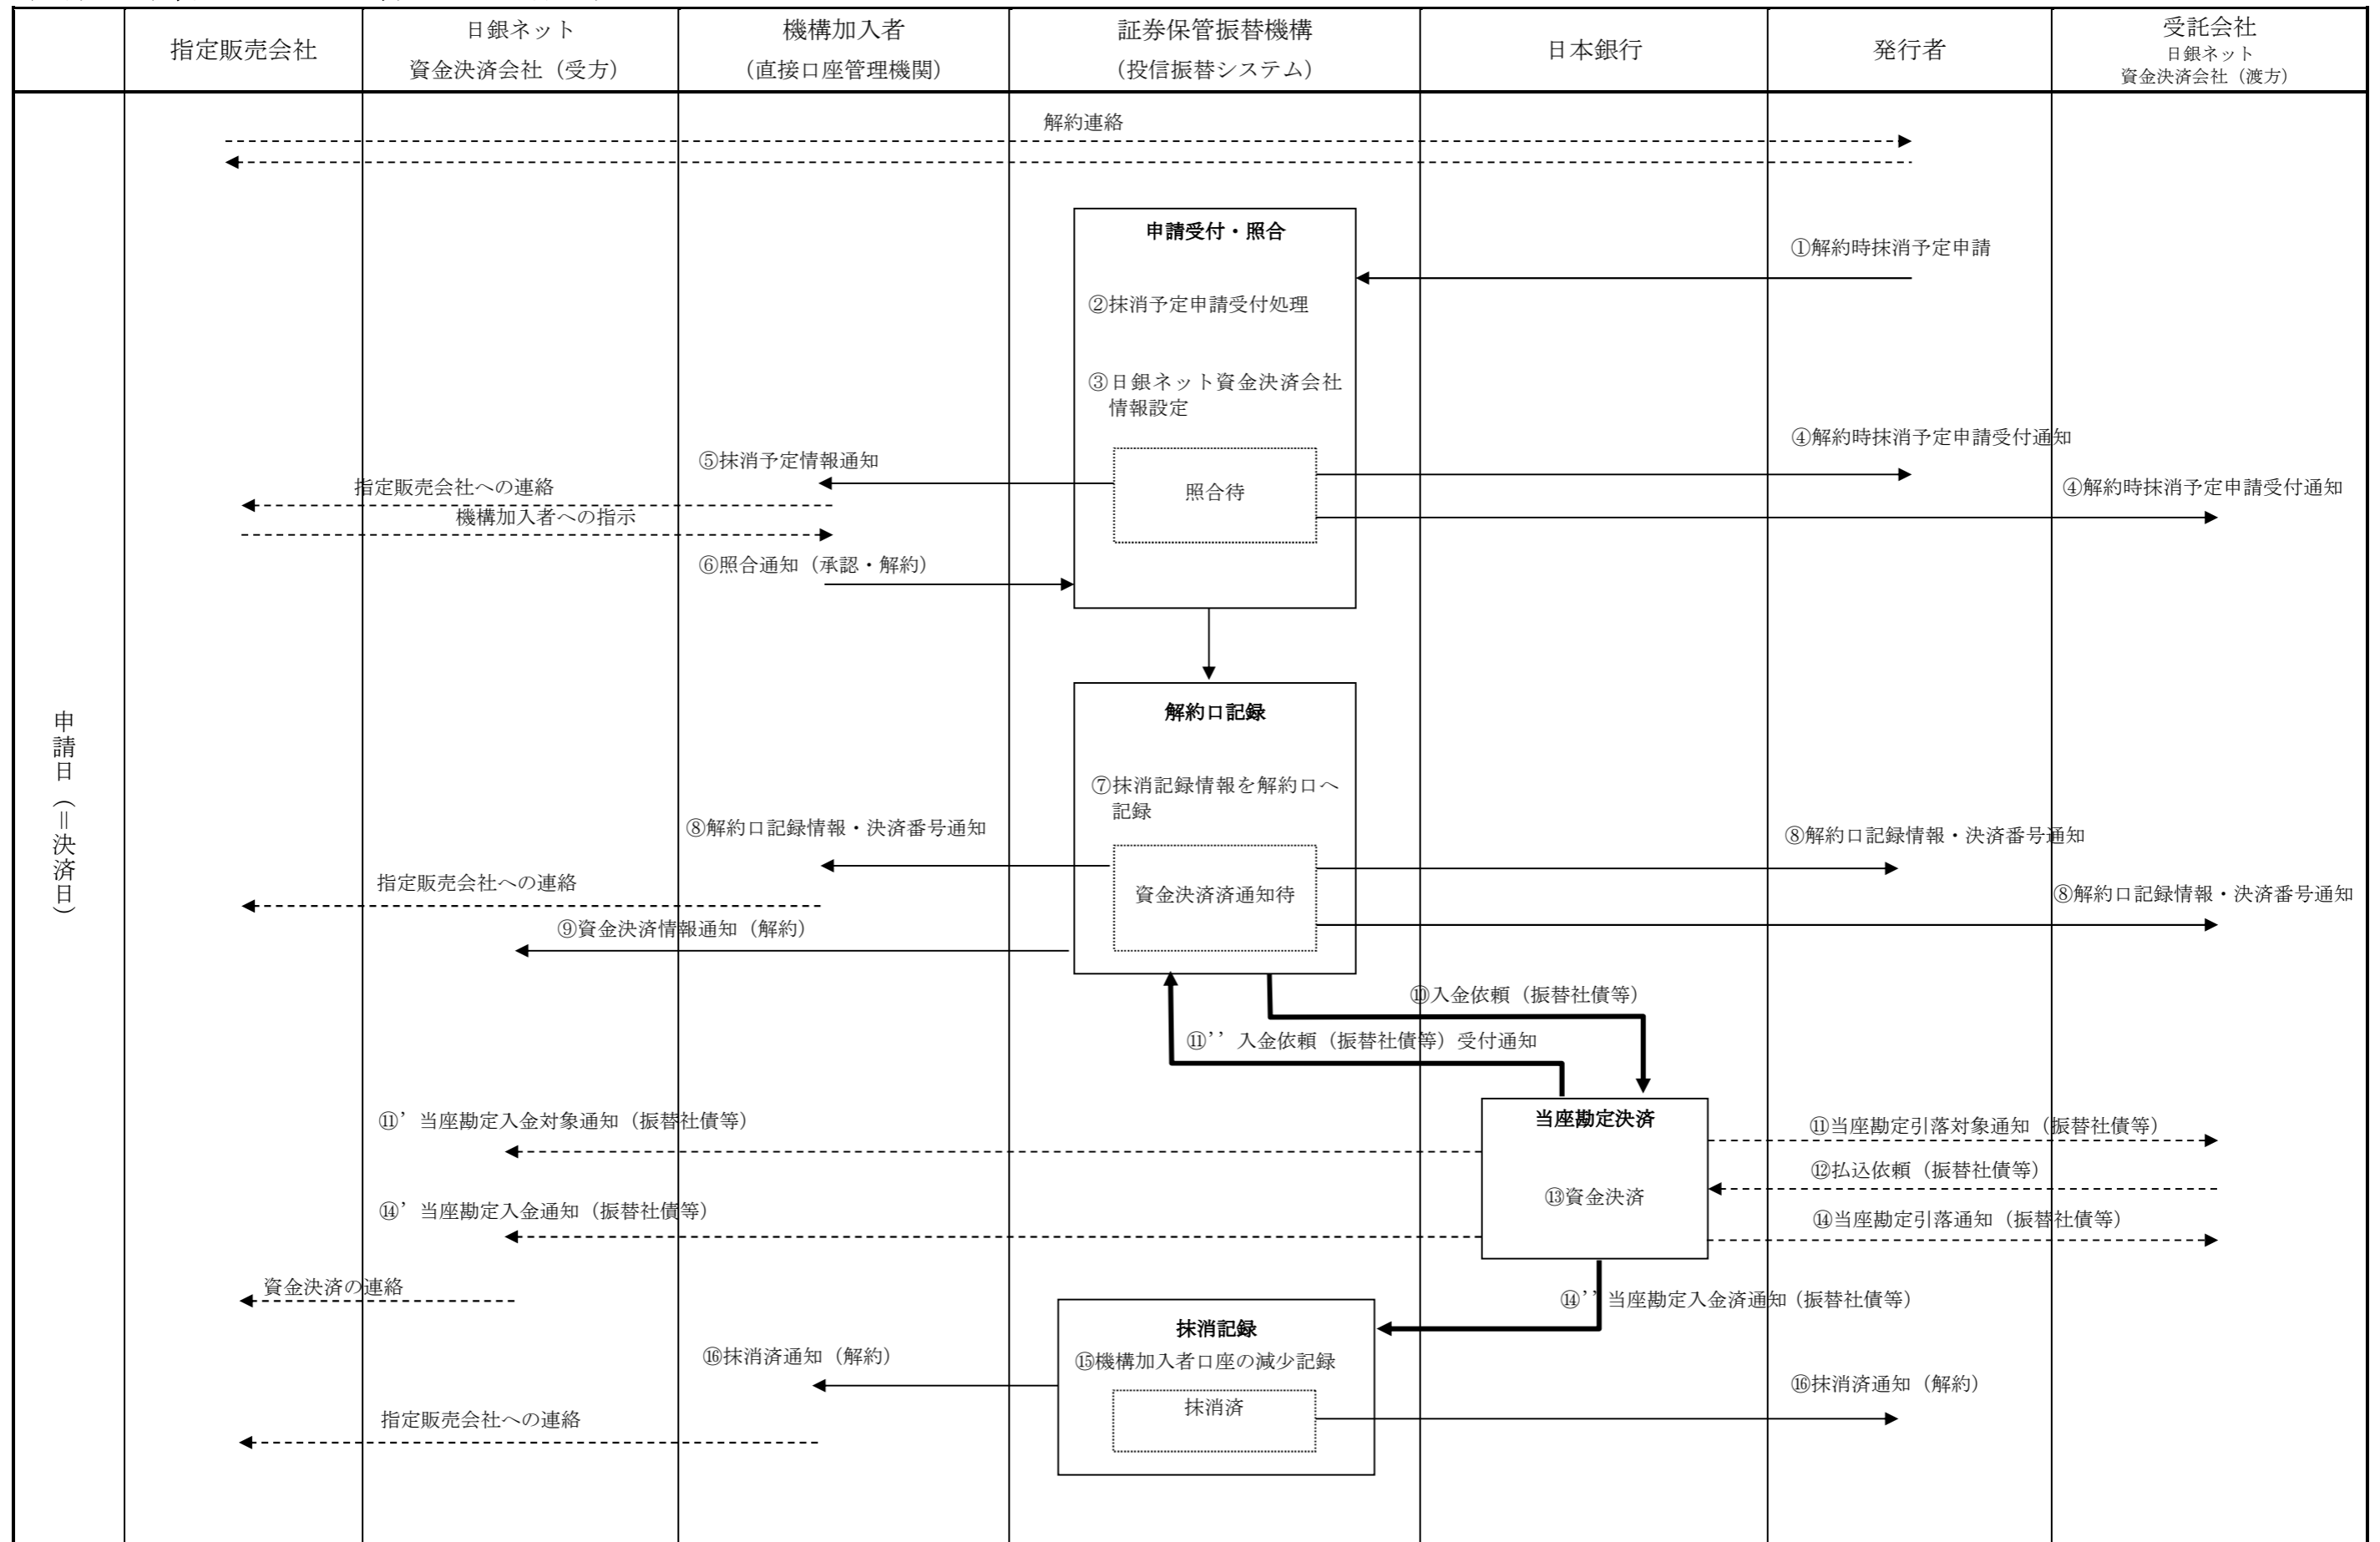 指定販売会社
日銀ネット
資金決済会社（受方）
機構加入者
（直接口座管理機関）
証券保管振替機構
（投信振替システム）
日本銀行
発行者
受託会社
日銀ネット
資金決済会社（渡方）
申請日（＝決済日）
解約連絡
申請受付・照合
①解約時抹消予定申請
②抹消予定申請受付処理
③日銀ネット資金決済会社
情報設定
④解約時抹消予定申請受付通知
⑤抹消予定情報通知
照合待
指定販売会社への連絡
④解約時抹消予定申請受付通知
機構加入者への指示
⑥照合通知（承認・解約）
解約口記録
⑦抹消記録情報を解約口へ
記録
⑧解約口記録情報・決済番号通知
⑧解約口記録情報・決済番号通知
指定販売会社への連絡
資金決済済通知待
⑧解約口記録情報・決済番号通知
⑨資金決済情報通知（解約）
⑩入金依頼（振替社債等）
⑪’’入金依頼（振替社債等）受付通知
⑪’当座勘定入金対象通知（振替社債等）
当座勘定決済
⑪当座勘定引落対象通知（振替社債等）
⑫払込依頼（振替社債等）
⑬資金決済
⑭’当座勘定入金通知（振替社債等）
⑭当座勘定引落通知（振替社債等）
資金決済の連絡
⑭’’当座勘定入金済通知（振替社債等）
抹消記録
⑮機構加入者口座の減少記録
⑯抹消済通知（解約）
⑯抹消済通知（解約）
抹消済
指定販売会社への連絡